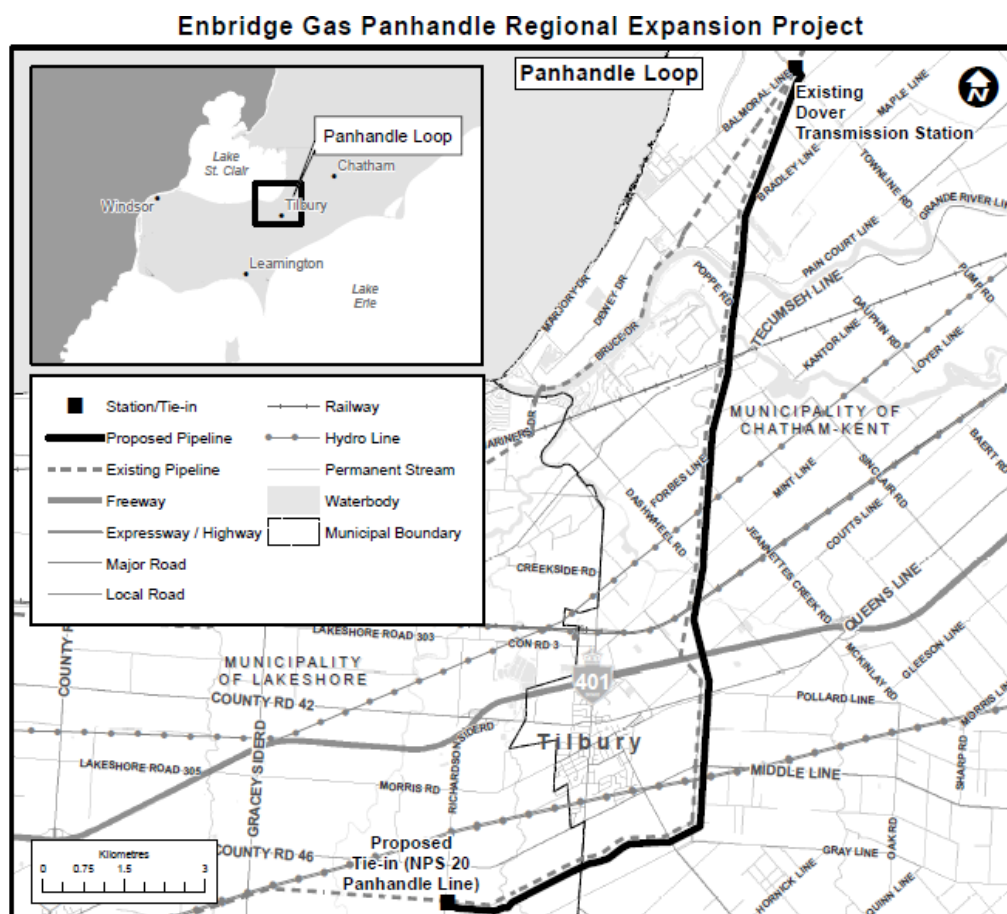 Enbridge Gas Panhandle Regional Expansion Project
Panhandle Loop
N
Existing
Dover
Transmission Station
BALMORAL LINE
MAPLE LINE
BRADLEY LINE
TOWNLINE RD
GRANDE RIVER LIN
PAIN COURT LINE
TECUMSEH LINE
POPPE RD
PUMP RD
DAUPHIN RD
KANTOR LINE
LOYER LINE
MARJORY DR
DEWEY DR
BRUCE DR
MARINERS DR
MUNICIPALITY OF
CHATHAM-KENT
BAERT RD
FORBES LINE
MINT LINE
SINCLAIR RD
DASHWHEEL RD
COUTTS LINE
JEANNETTES CREEK RD
QUEENS LINE
CREEKSIDE RD
GLEESON LINE
MCKINLAY RD
CON RD 3
LAKESHORE ROAD 303
401
MUNICIPALITY
OF LAKESHORE
COUNTY R
COUNTY RD 42
POLLARD LINE
MORRIS LIN
SHARP RD
Tilbury
MIDDLE LINE
RICHARDSON SIDERD
GRACEY SIDERD
LAKESHORE ROAD 305
MORRIS RD
COUNTY RD 46
Proposed
Tie-in (NPS 20
Panhandle Line)
GRAY LINE
OAK RD
HORNICK LINE
QUINN LINE
Lake
St. Clair
Panhandle Loop
Chatham
Windsor
Tilbury
Leamington
Lake
Erie
Station/Tie-in
Proposed Pipeline
Existing Pipeline
Freeway
Expressway / Highway
Major Road
Local Road
Railway
Hydro Line
Permanent Stream
Waterbody
Municipal Boundary
Kilometres
0 0.75 1.5 3